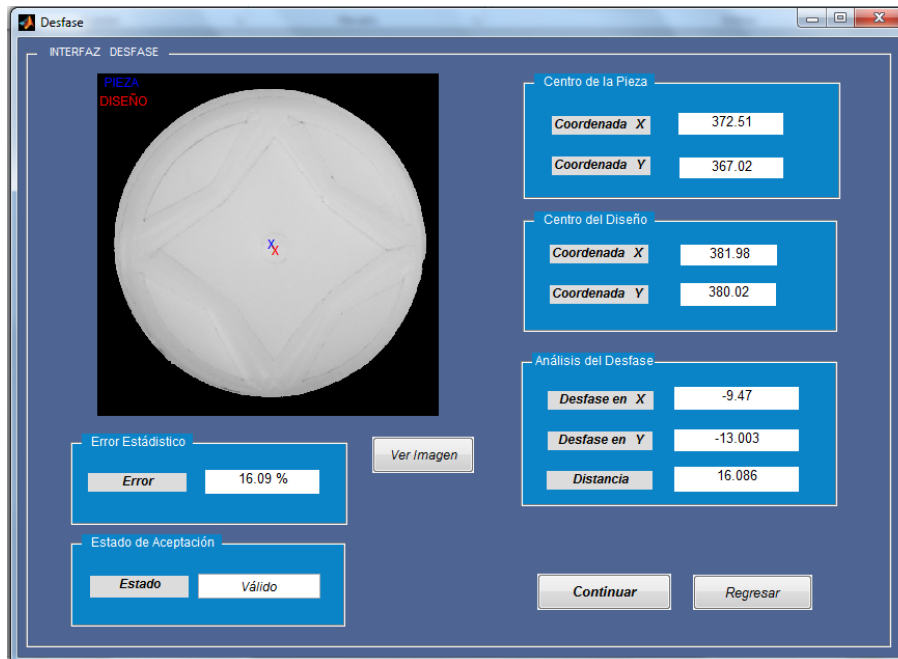 Desfase
INTERFAZ DESFASE
PIEZA
DISEÑO
X
X
Centro de la Pieza
Coordenada X 372.51
Coordenada Y 367.02
Centro del Diseño
Coordenada X 381.98
Coordenada Y 380.02
Análisis del Desfase
Desfase en X -9.47
Desfase en Y -13.003
Distancia 16.086
Error Estádistico
Error 16.09 %
Ver Imagen
Estado de Aceptación
Estado Válido
Continuar
Regresar